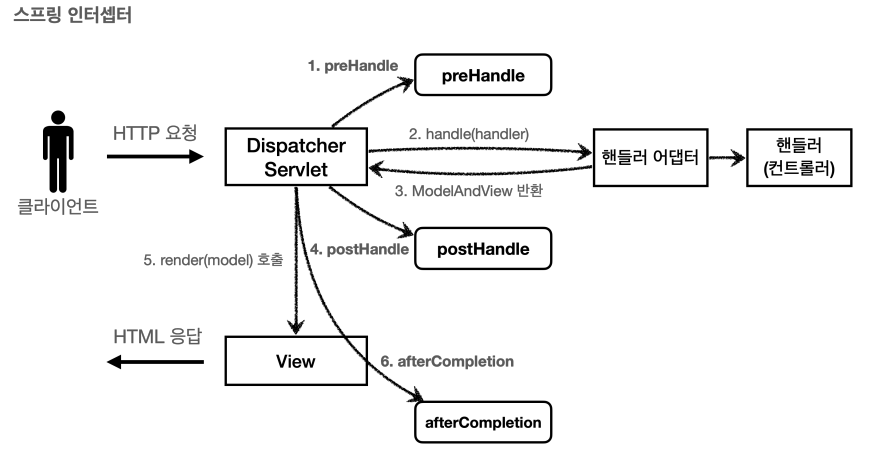 스프링 인터셉터
1. preHandle
preHandle
HTTP 요청
Dispatcher
Servlet
2. handle(handler)
핸들러 어댑터
핸들러
(컨트롤러)
클라이언트
3. ModelAndView 반환
4. postHandle
postHandle
5. render(model) 호출
HTML 응답
View
6. afterCompletion
afterCompletion